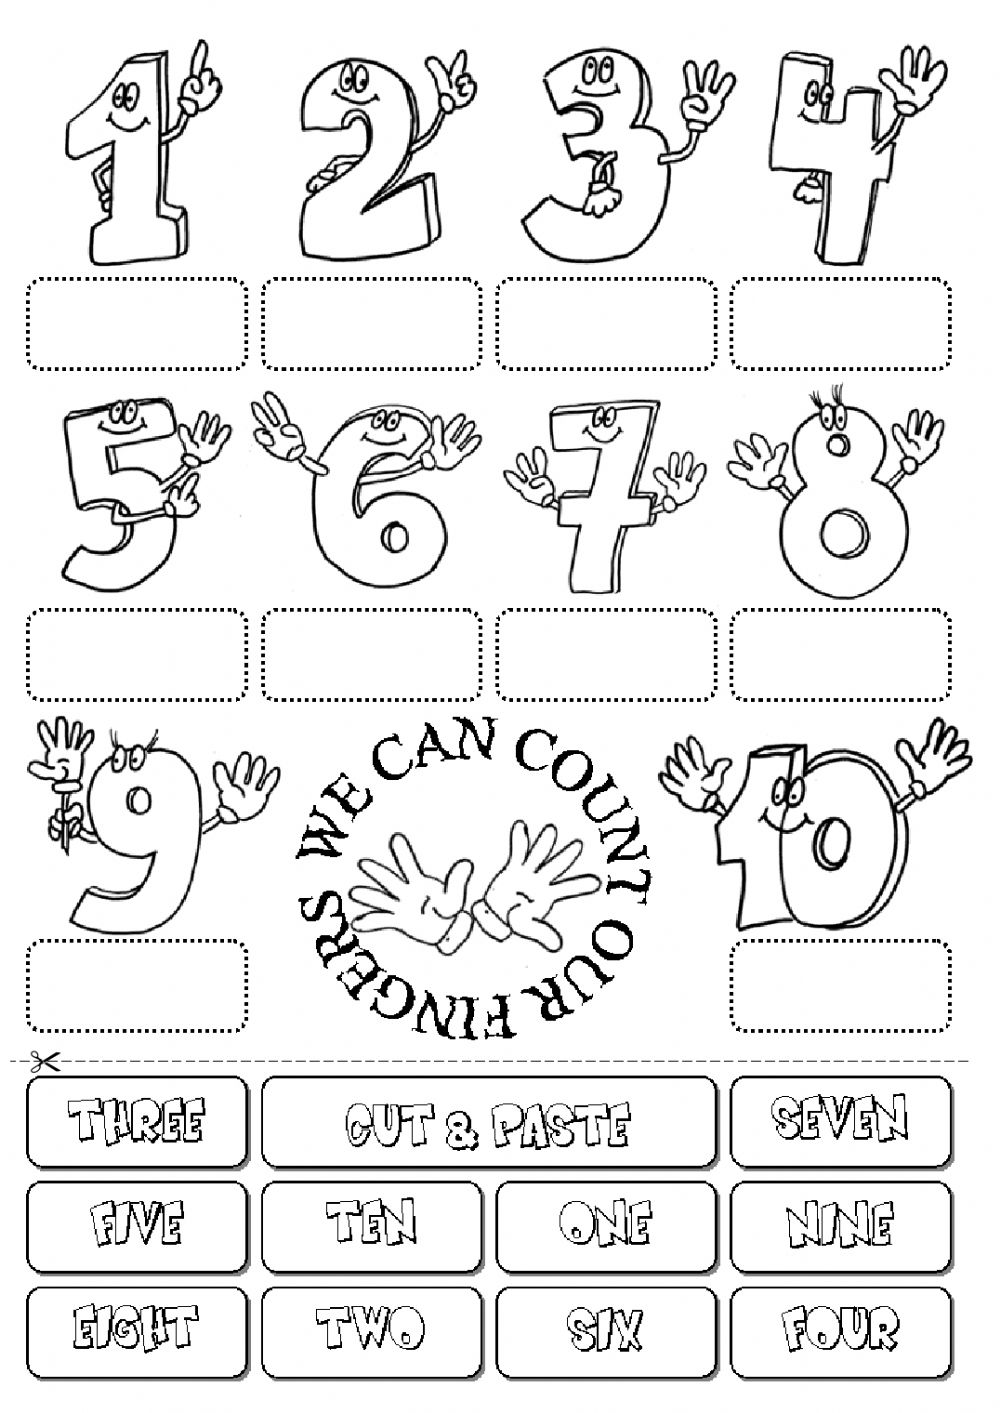 1 2 3 4
5 6 7 8
9 10
WE CAN COUNT OUR FINGERS
THREE CUT & PASTE SEVEN
FIVE TEN ONE NINE
EIGHT TWO SIX FOUR